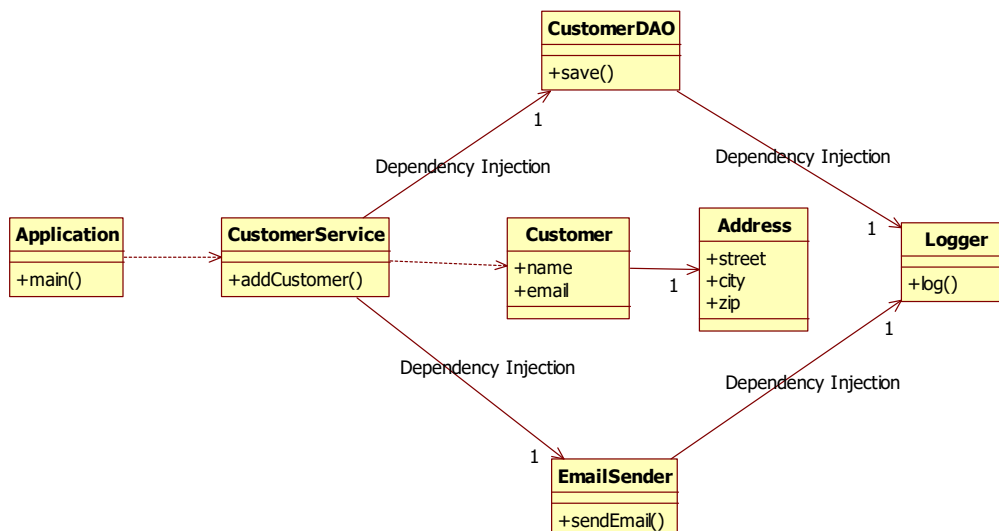 CustomerDAO
+save()
1
Dependency Injection
Dependency Injection
Application
+main()
CustomerService
+addCustomer()
Customer
+name
+email
1
Address
+street
+city
+zip
1
Logger
+log()
1
Dependency Injection
Dependency Injection
1
EmailSender
+sendEmail()